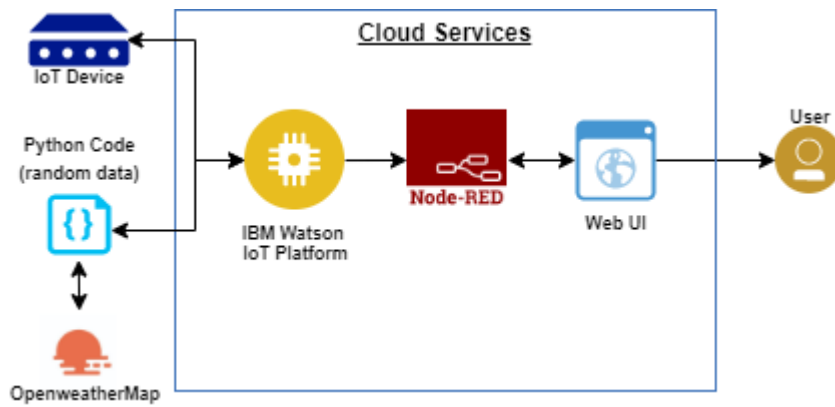 Cloud Services
IoT Device
Python Code
(random data)
{ }
OpenweatherMap
IBM Watson
IoT Platform
Node-RED
Web UI
User